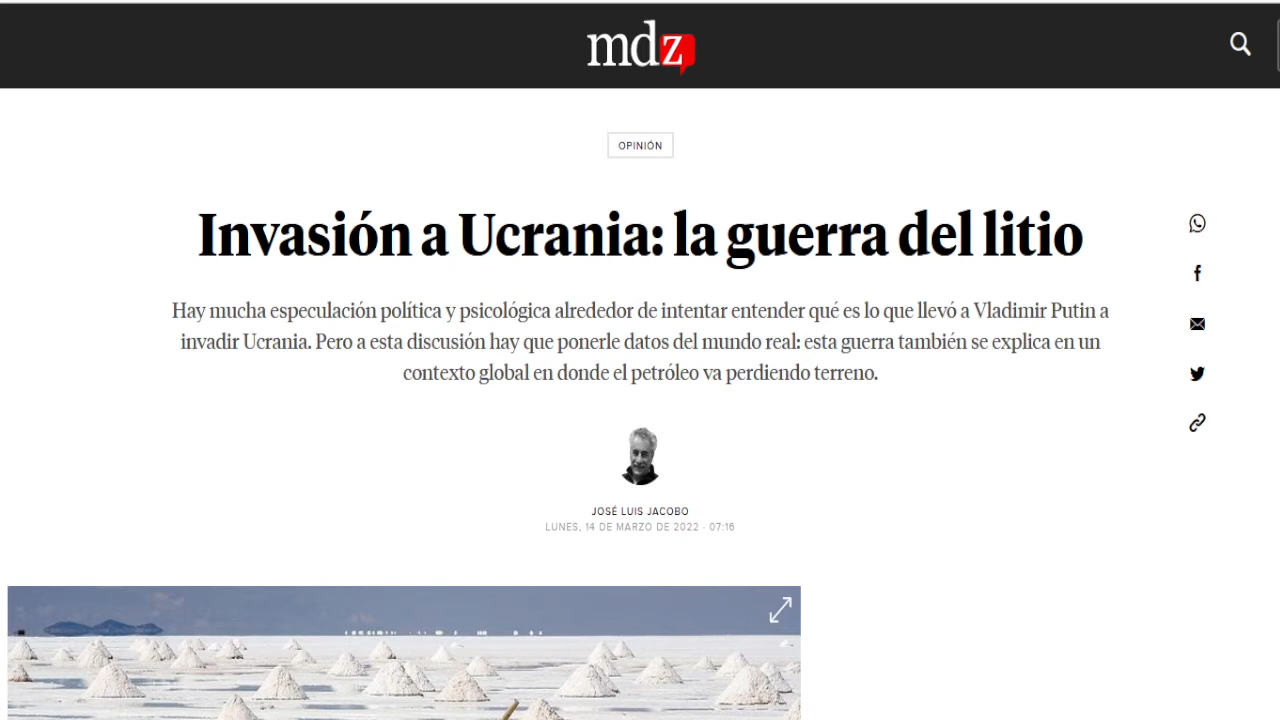 mdz
OPINIÓN
Invasión a Ucrania: la guerra del litio
Hay mucha especulación política y psicológica alrededor de intentar entender qué es lo que llevó a Vladimir Putin a
invadir Ucrania. Pero a esta discusión hay que ponerle datos del mundo real: esta guerra también se explica en un
contexto global en donde el petróleo va perdiendo terreno.
JOSÉ LUIS JACOBO
LUNES, 14 DE MARZO DE 2022 · 07:16